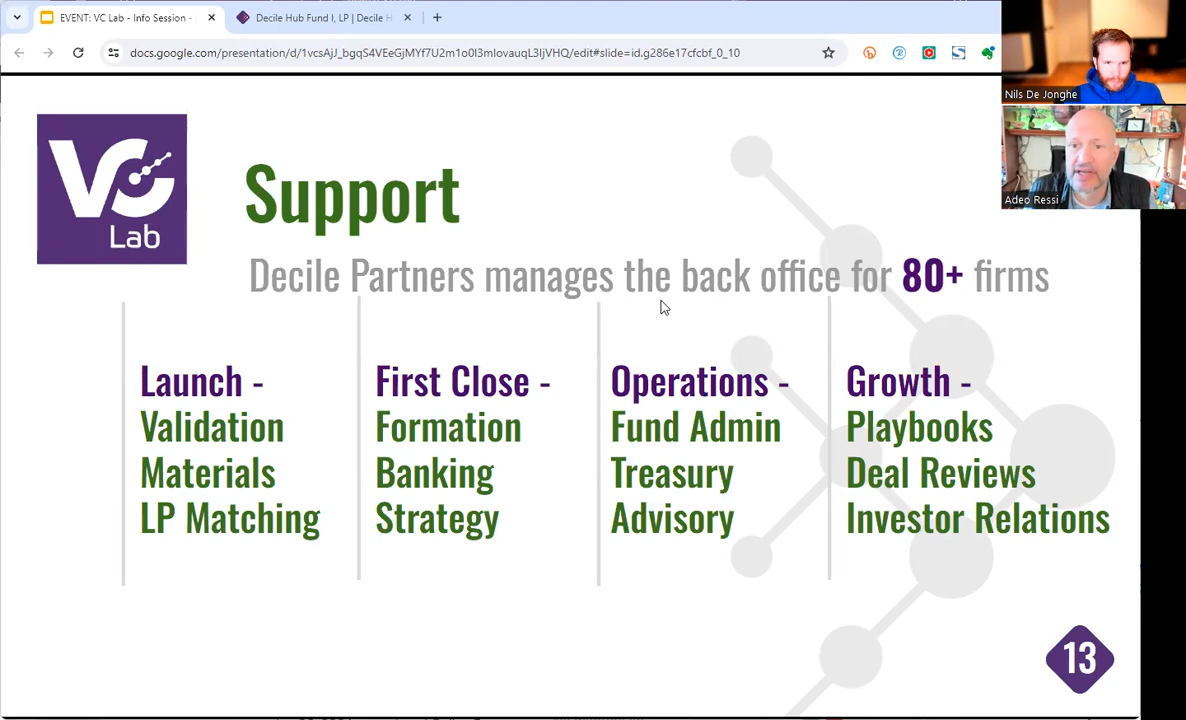 EVENT: VC Lab - Info Session -
Decile Hub Fund I, LP | Decile H
docs.google.com/presentation/d/1vcsAjJ_bgqS4VEeGjMYf7U2m1o0I3mIovauqL3IjVHQ/edit#slide=id.g286e17cfcbf_0_10
Nils De Jonghe
Adeo Ressi
VC
Lab
Support
Decile Partners manages the back office for 80+ firms
Launch -
Validation
Materials
LP Matching
First Close -
Formation
Banking
Strategy
Operations -
Fund Admin
Treasury
Advisory
Growth -
Playbooks
Deal Reviews
Investor Relations
13